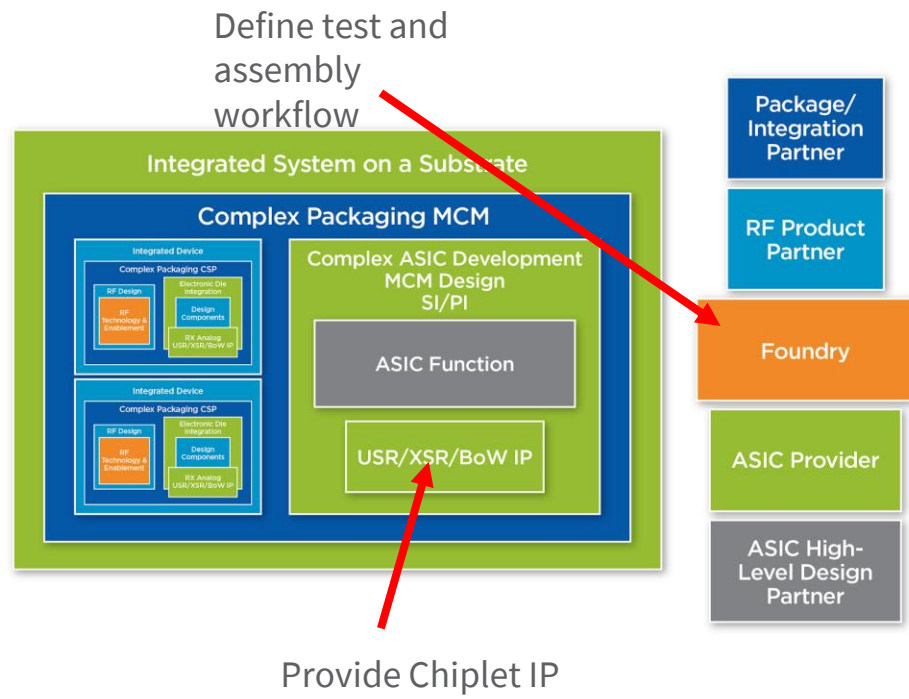 Define test and
assembly
workflow
Integrated System on a Substrate
Complex Packaging MCM
Integrated Device
Complex Packaging CSP
RF Design
RF
Technology &
Enablement
Electronic Die
Integration
Design
Components
RX Analog
USR/XSR/BoW IP
Integrated Device
Complex Packaging CSP
RF Design
RF
Technology &
Enablement
Electronic Die
Integration
Design
Components
RX Analog
USR/XSR/BoW IP
Complex ASIC Development
MCM Design
SI/PI
ASIC Function
USR/XSR/BoW IP
Package/
Integration
Partner
RF Product
Partner
Foundry
ASIC Provider
ASIC High-
Level Design
Partner
Provide Chiplet IP